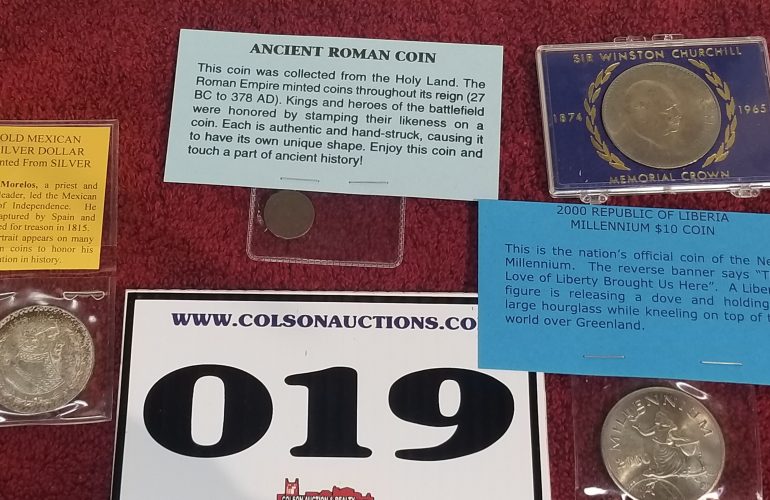 ANCIENT ROMAN COIN
This coin was collected from the Holy Land. The
Roman Empire minted coins throughout its reign (27
BC to 378 AD). Kings and heroes of the battlefield
were honored by stamping their likeness on a
coin. Each is authentic and hand-struck, causing it
to have its own unique shape. Enjoy this coin and
touch a part of ancient history!
SIR WINSTON CHURCHILL
1874
1965
MEMORIAL CROWN
OLD MEXICAN
SILVER DOLLAR
nted From SILVER
Morelos, a priest and
eader, led the Mexican
of Independence. He
aptured by Spain and
ed for treason in 1815.
rtrait appears on many
n coins to honor his
ation in history.
2000 REPUBLIC OF LIBERIA
MILLENNIUM $10 COIN
This is the nation's official coin of the Ne
Millennium. The reverse banner says "T
Love of Liberty Brought Us Here". A Liber
figure is releasing a dove and holding
large hourglass while kneeling on top of t
world over Greenland.
WWW.COLSONAUCTIONS.CO
019
COLSON AUCTION & REALTY
MILLENNIUM
2000